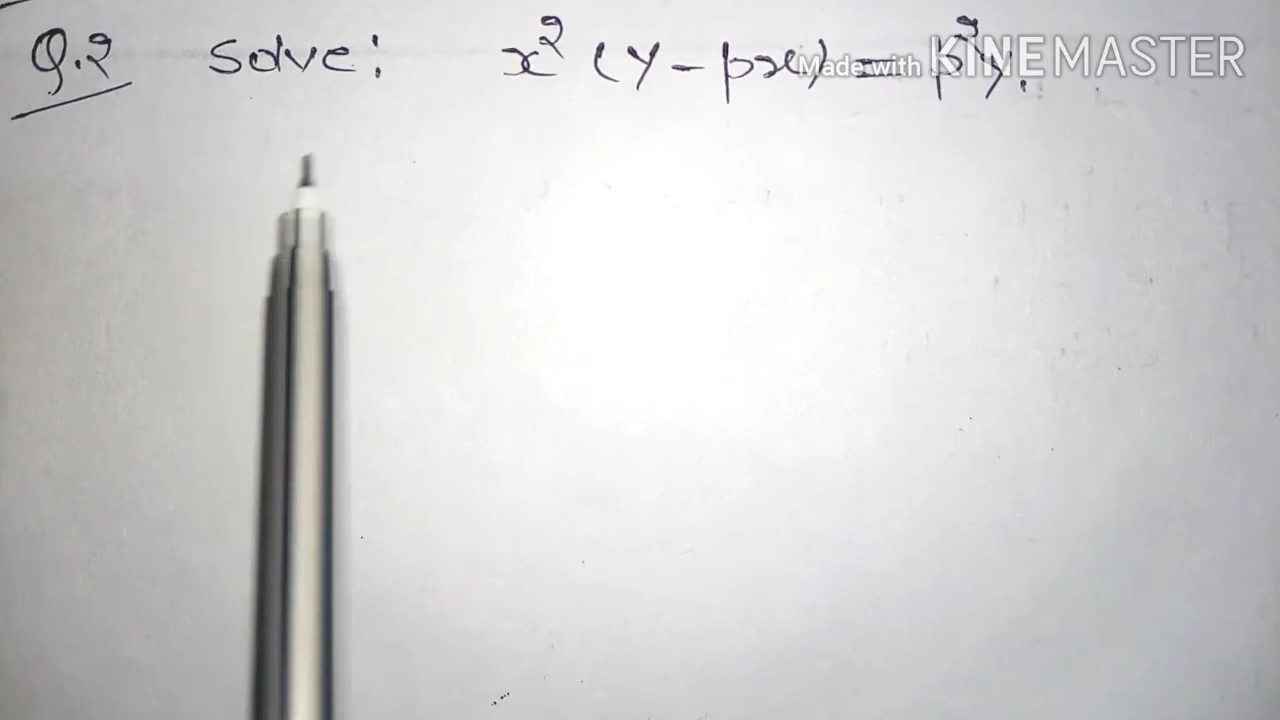 Q.2 Solve: x² (y - px) = p²y.
Made with KINEMASTER